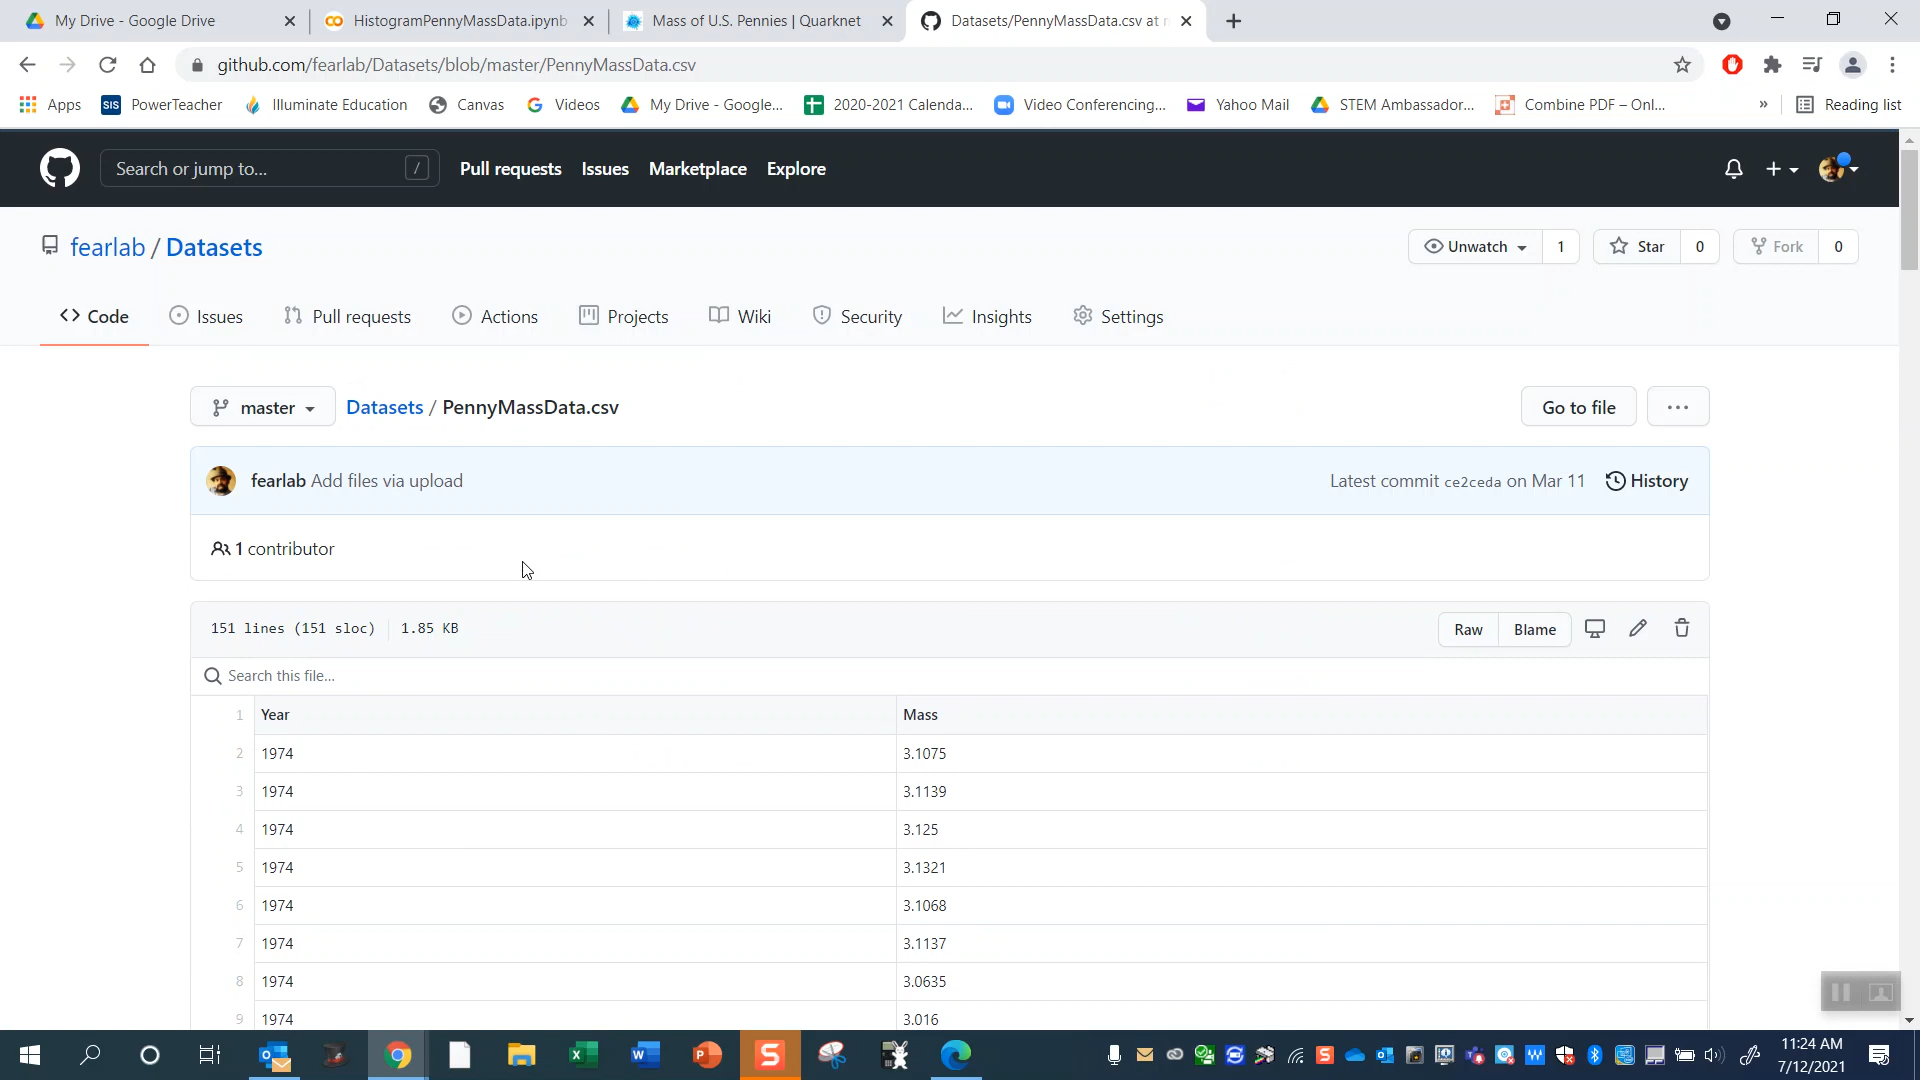 My Drive - Google Drive
HistogramPennyMassData.ipynb
Mass of U.S. Pennies | Quarknet
Datasets/PennyMassData.csv at
github.com/fearlab/Datasets/blob/master/PennyMassData.csv
Apps
SIS PowerTeacher
Illuminate Education
Canvas
Videos
My Drive - Google...
2020-2021 Calenda...
Video Conferencing...
Yahoo Mail
STEM Ambassador...
Combine PDF – Onl...
»
Reading list
Search or jump to... /
Pull requests
Issues
Marketplace
Explore
fearlab / Datasets
Unwatch 1
Star 0
Fork 0
Code
Issues
Pull requests
Actions
Projects
Wiki
Security
Insights
Settings
master
Datasets / PennyMassData.csv
Go to file
...
fearlab Add files via upload
Latest commit ce2ceda on Mar 11
History
1 contributor
151 lines (151 sloc) 1.85 KB
Raw
Blame
Search this file...
1 Year Mass
2 1974 3.1075
3 1974 3.1139
4 1974 3.125
5 1974 3.1321
6 1974 3.1068
7 1974 3.1137
8 1974 3.0635
9 1974 3.016
11:24 AM
7/12/2021